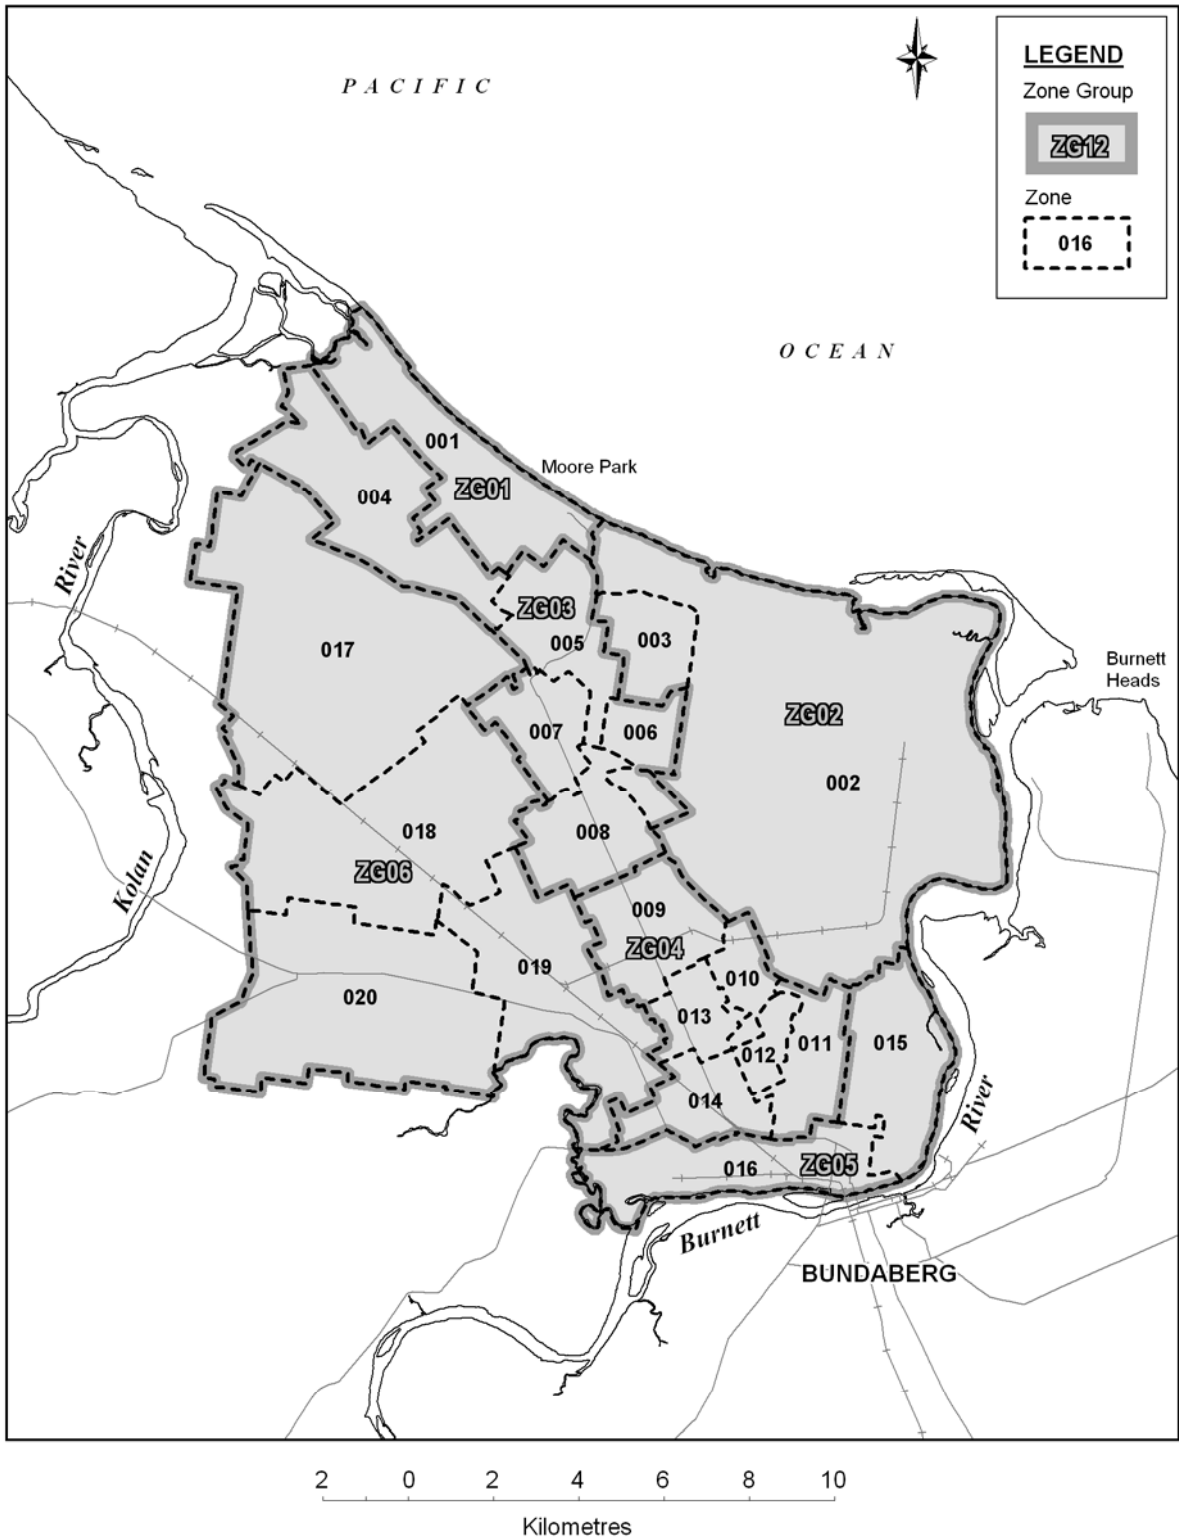 LEGEND
Zone Group
ZG12
Zone
016
PACIFIC
OCEAN
Moore Park
001
ZG01
004
River
ZG03
005
003
017
Burnett
Heads
ZG02
007
006
002
008
018
ZG06
Kolan
009
ZG04
019
010
020
013
011
015
012
014
River
016
ZG05
Burnett
BUNDABERG
2 0 2 4 6 8 10
Kilometres